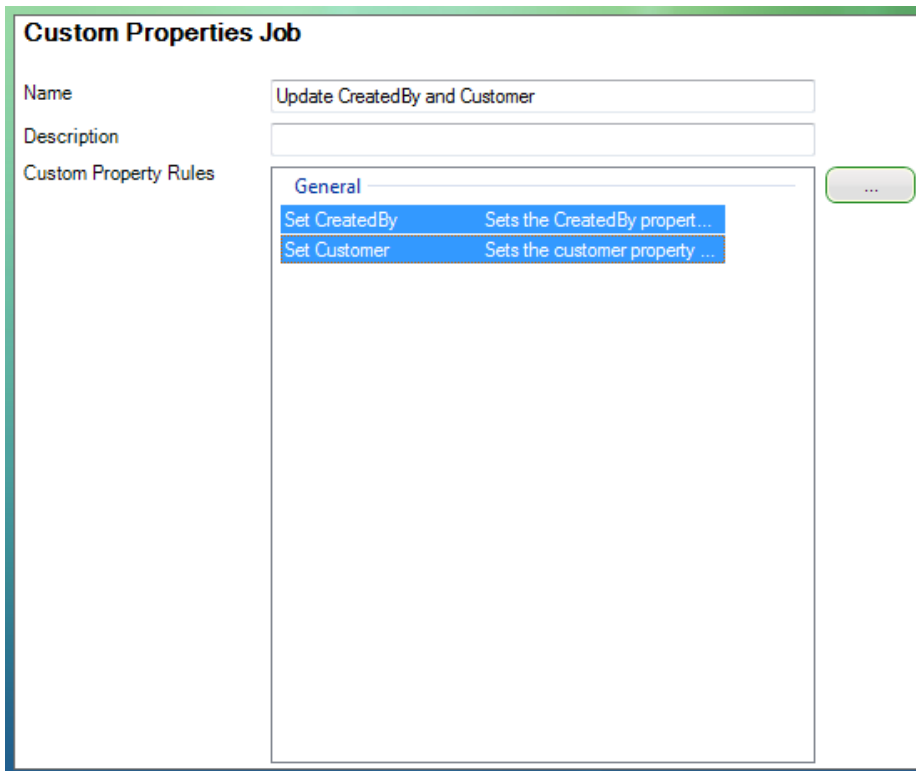 Custom Properties Job
Name Update CreatedBy and Customer
Description
Custom Property Rules ...
General
Set CreatedBy Sets the CreatedBy propert...
Set Customer Sets the customer property ...